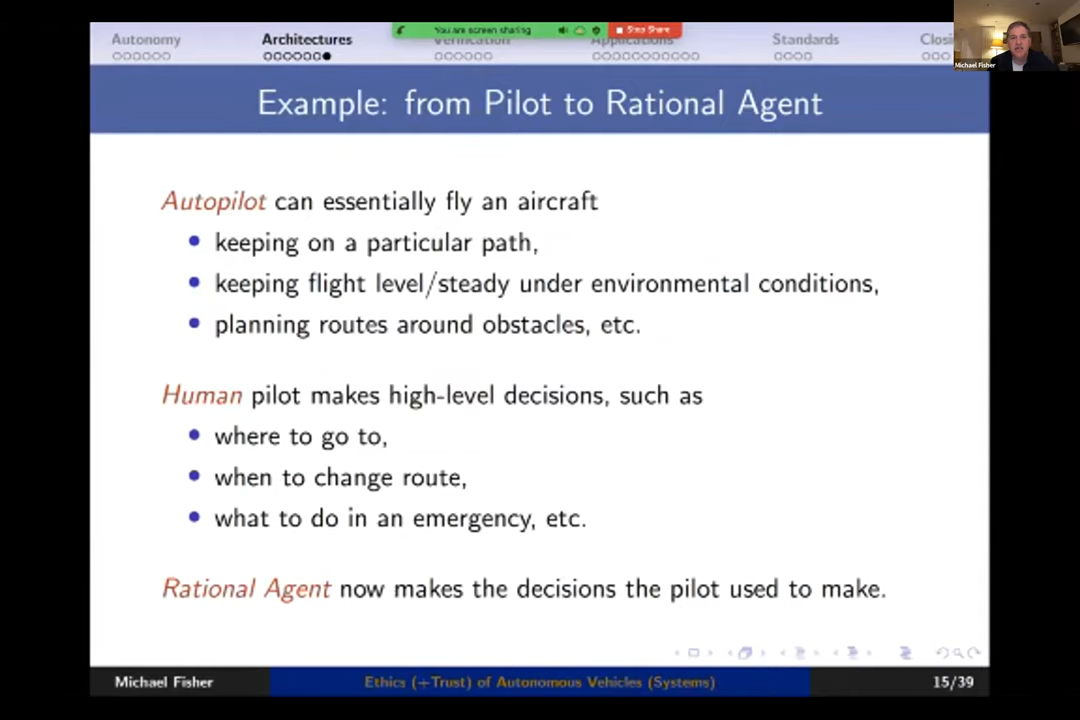 Autonomy Architectures Verification Applications Standards Closi
You are screen sharing Stop Share
Michael Fisher
Example: from Pilot to Rational Agent
Autopilot can essentially fly an aircraft
keeping on a particular path,
keeping flight level/steady under environmental conditions,
planning routes around obstacles, etc.
Human pilot makes high-level decisions, such as
where to go to,
when to change route,
what to do in an emergency, etc.
Rational Agent now makes the decisions the pilot used to make.
Michael Fisher Ethics (+Trust) of Autonomous Vehicles (Systems) 15/39